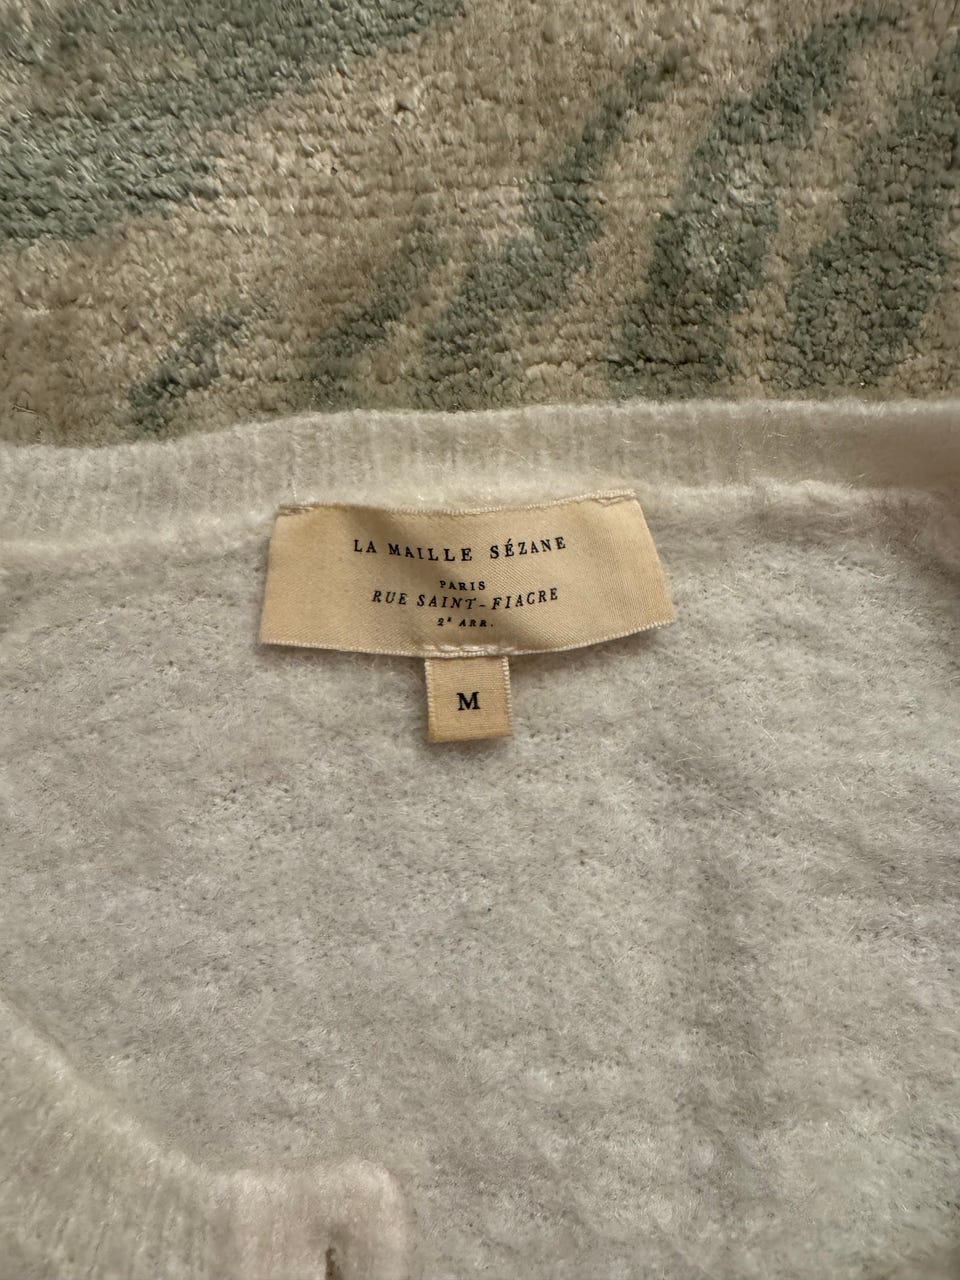 LA MAILLE SÉZANE
PARIS
RUE SAINT-FIACRE
2E ARR.
M